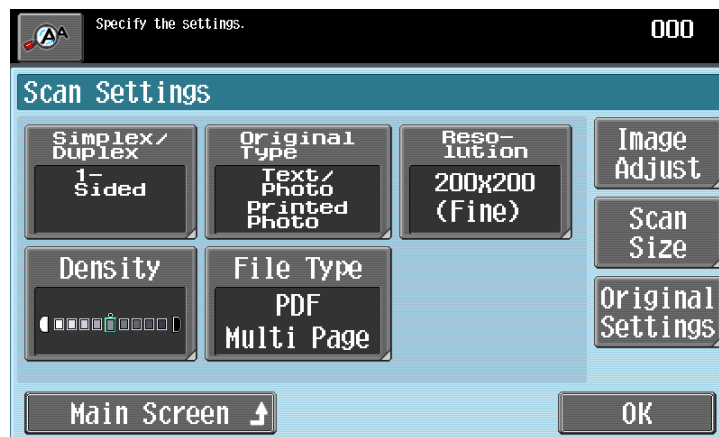 AA
Specify the settings.
000
Scan Settings
Simplex/
Duplex
1-
Sided
Original
Type
Text/
Photo
Printed
Photo
Reso-
lution
200X200
(Fine)
Image
Adjust
Scan
Size
Density
File Type
PDF
Multi Page
Original
Settings
Main Screen
OK